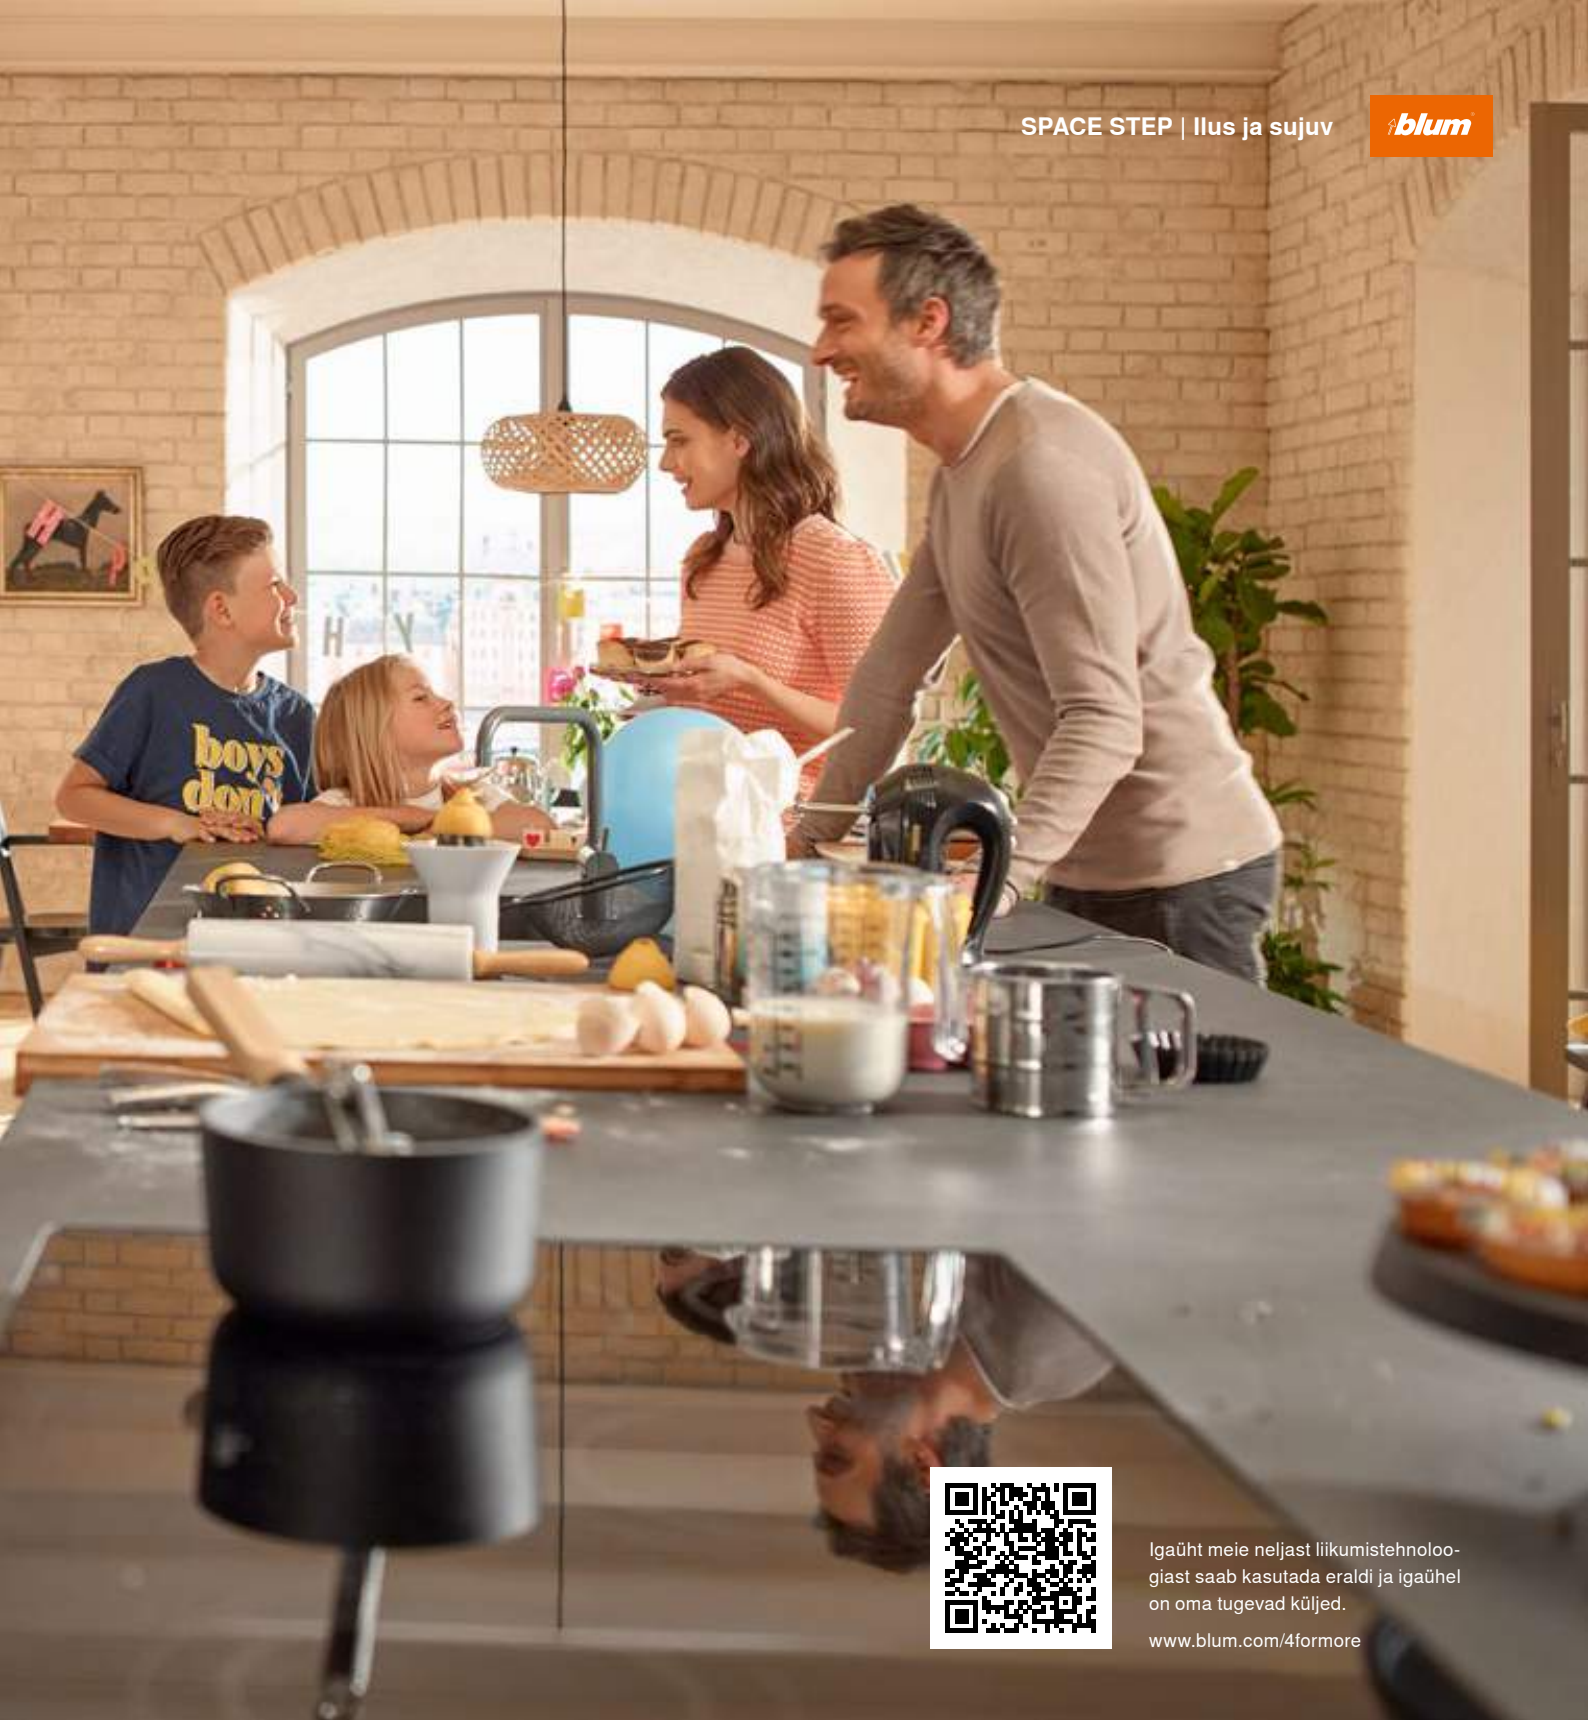 SPACE STEP | Ilus ja sujuv
blum
H Y
boys
don't
Igaüht meie neljast liikumistehnoloo-
giast saab kasutada eraldi ja igaühel
on oma tugevad küljed.
www.blum.com/4formore